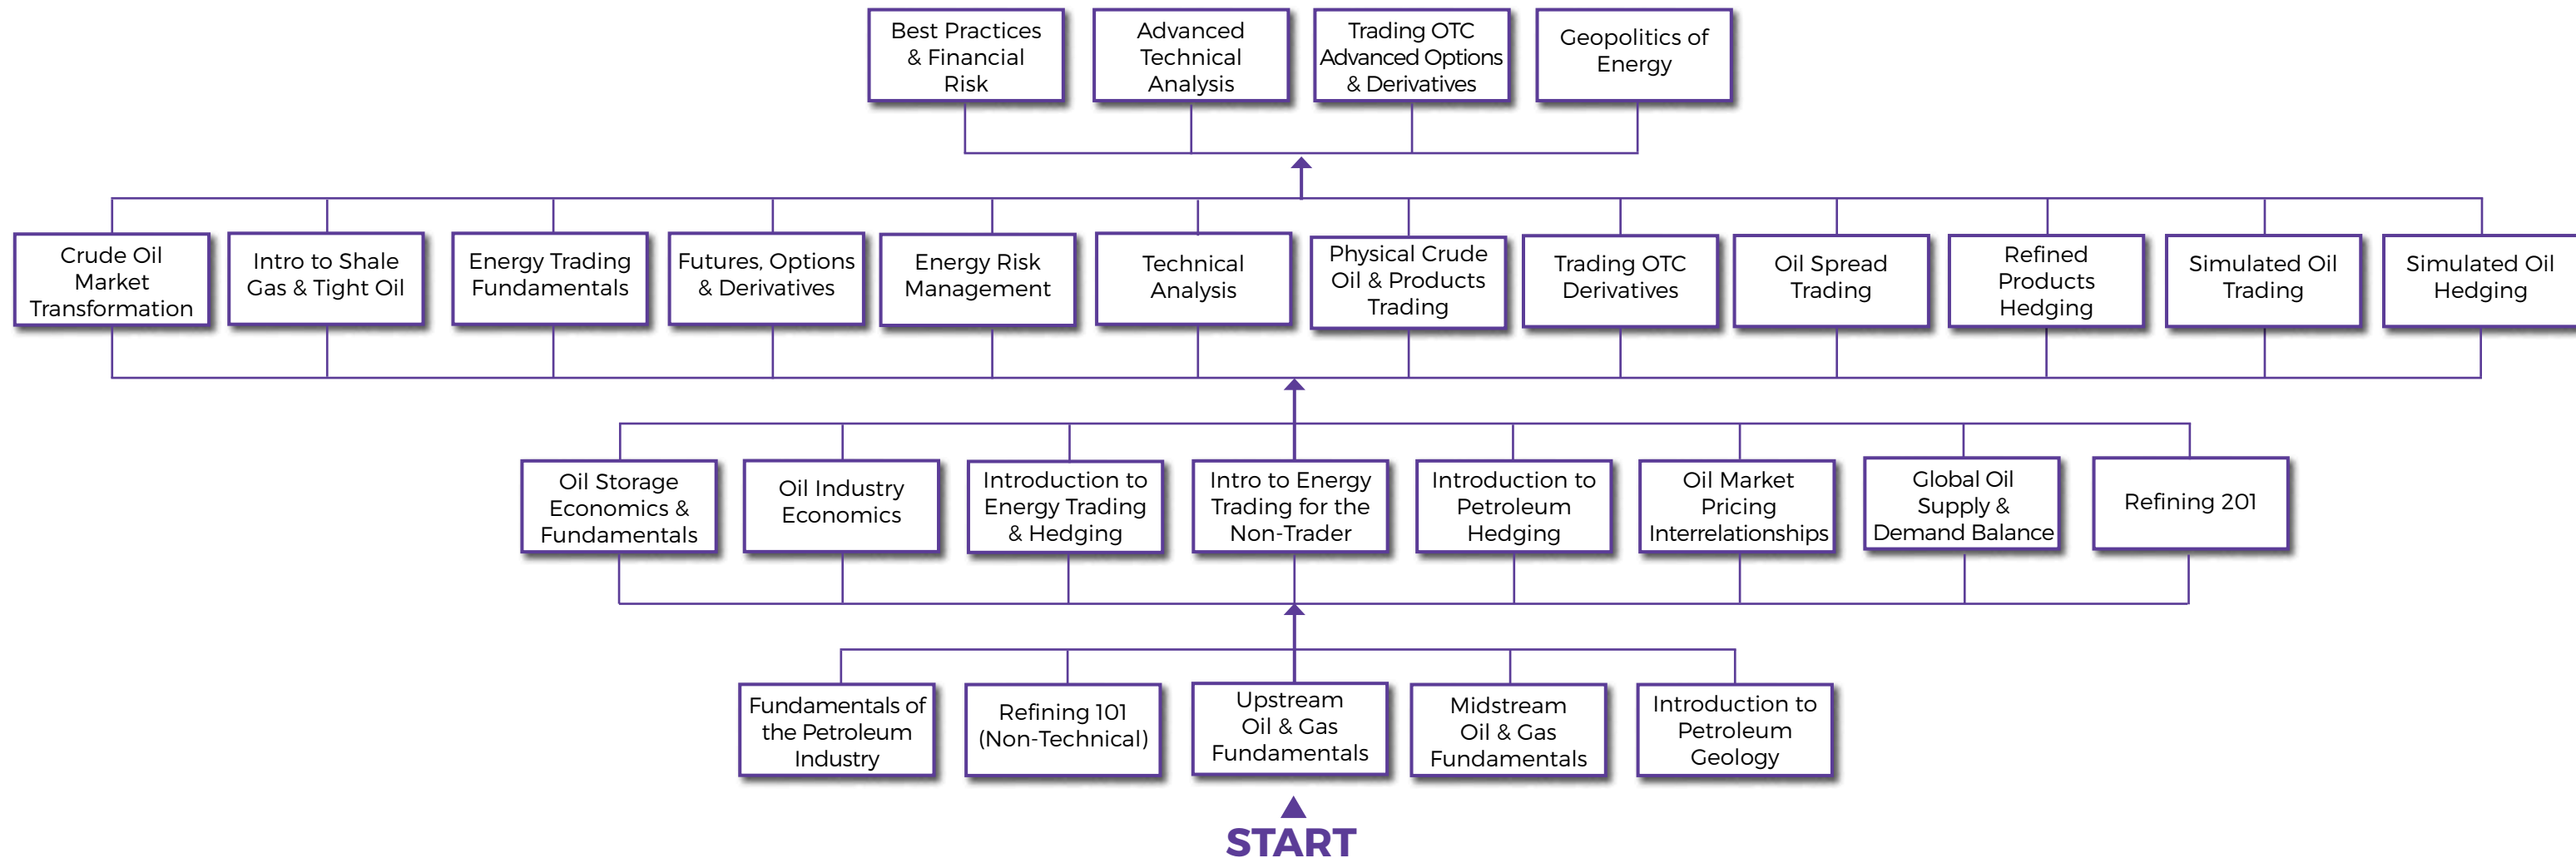 Best Practices
& Financial
Risk
Advanced
Technical
Analysis
Trading OTC
Advanced Options
& Derivatives
Geopolitics of
Energy
Crude Oil
Market
Transformation
Intro to Shale
Gas & Tight Oil
Energy Trading
Fundamentals
Futures, Options
& Derivatives
Energy Risk
Management
Technical
Analysis
Physical Crude
Oil & Products
Trading
Trading OTC
Derivatives
Oil Spread
Trading
Refined
Products
Hedging
Simulated Oil
Trading
Simulated Oil
Hedging
Oil Storage
Economics &
Fundamentals
Oil Industry
Economics
Introduction to
Energy Trading
& Hedging
Intro to Energy
Trading for the
Non-Trader
Introduction to
Petroleum
Hedging
Oil Market
Pricing
Interrelationships
Global Oil
Supply &
Demand Balance
Refining 201
Fundamentals of
the Petroleum
Industry
Refining 101
(Non-Technical)
Upstream
Oil & Gas
Fundamentals
Midstream
Oil & Gas
Fundamentals
Introduction to
Petroleum
Geology
START